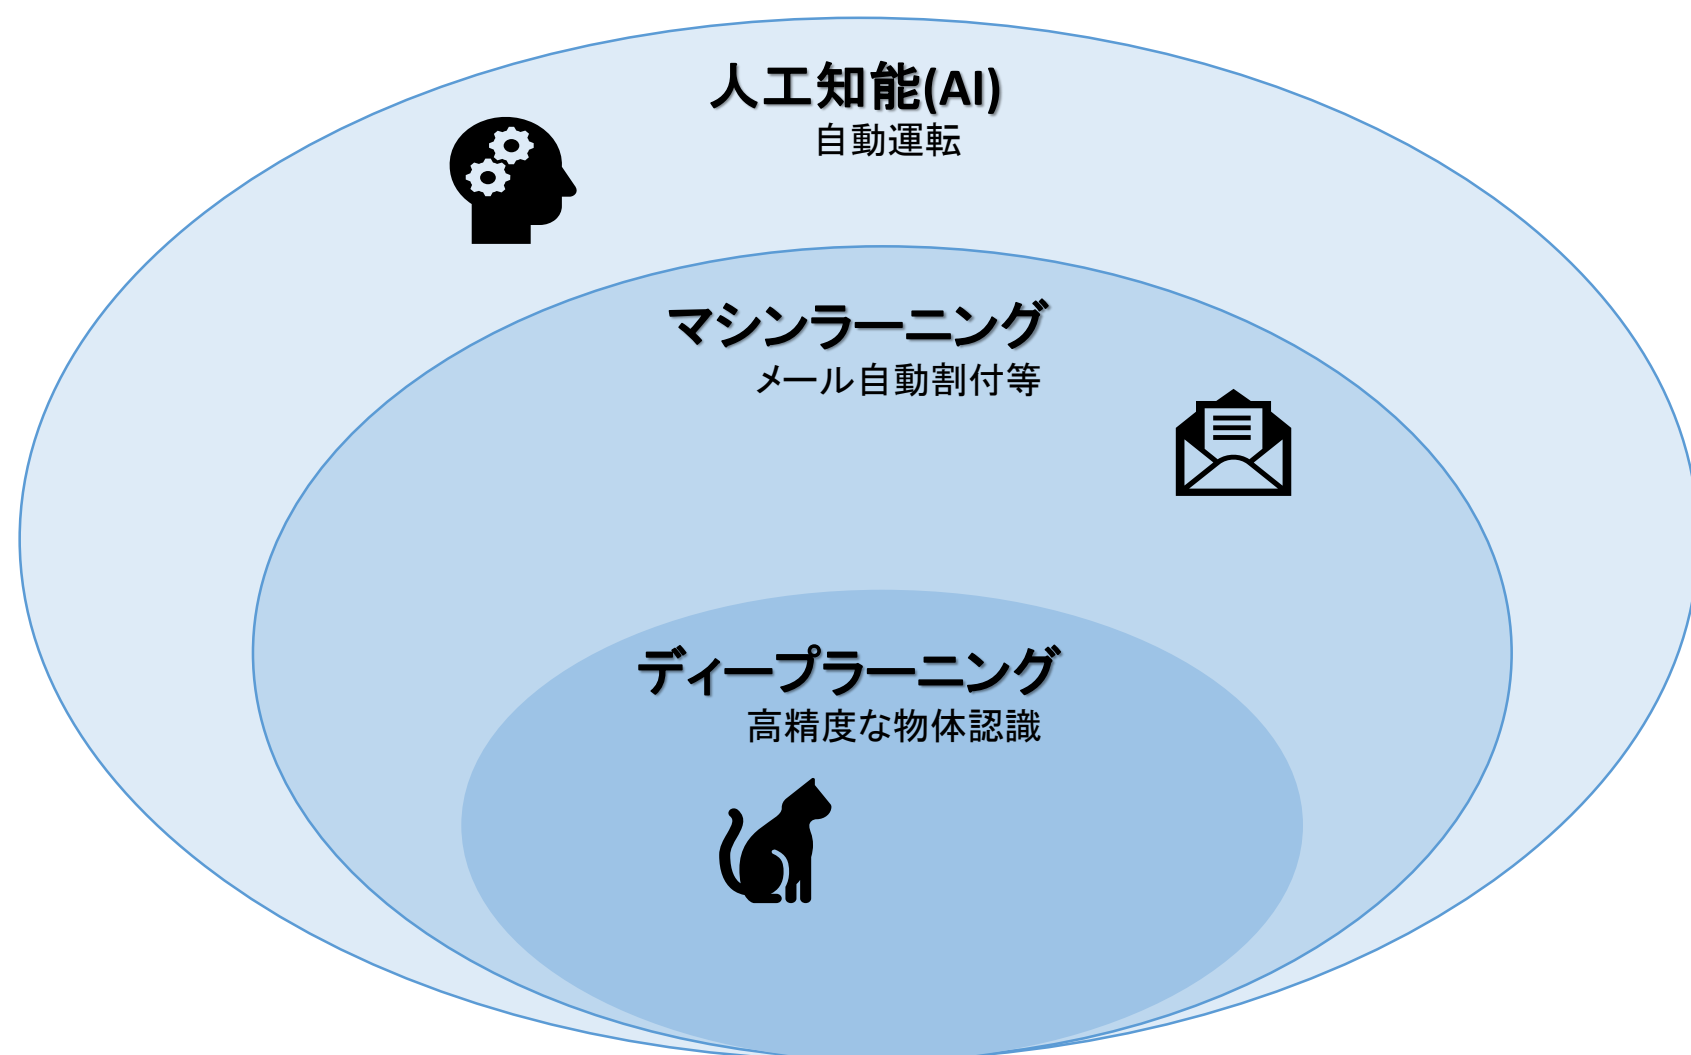 人工知能(AI)
自動運転
マシンラーニング
メール自動割付等
ディープラーニング
高精度な物体認識